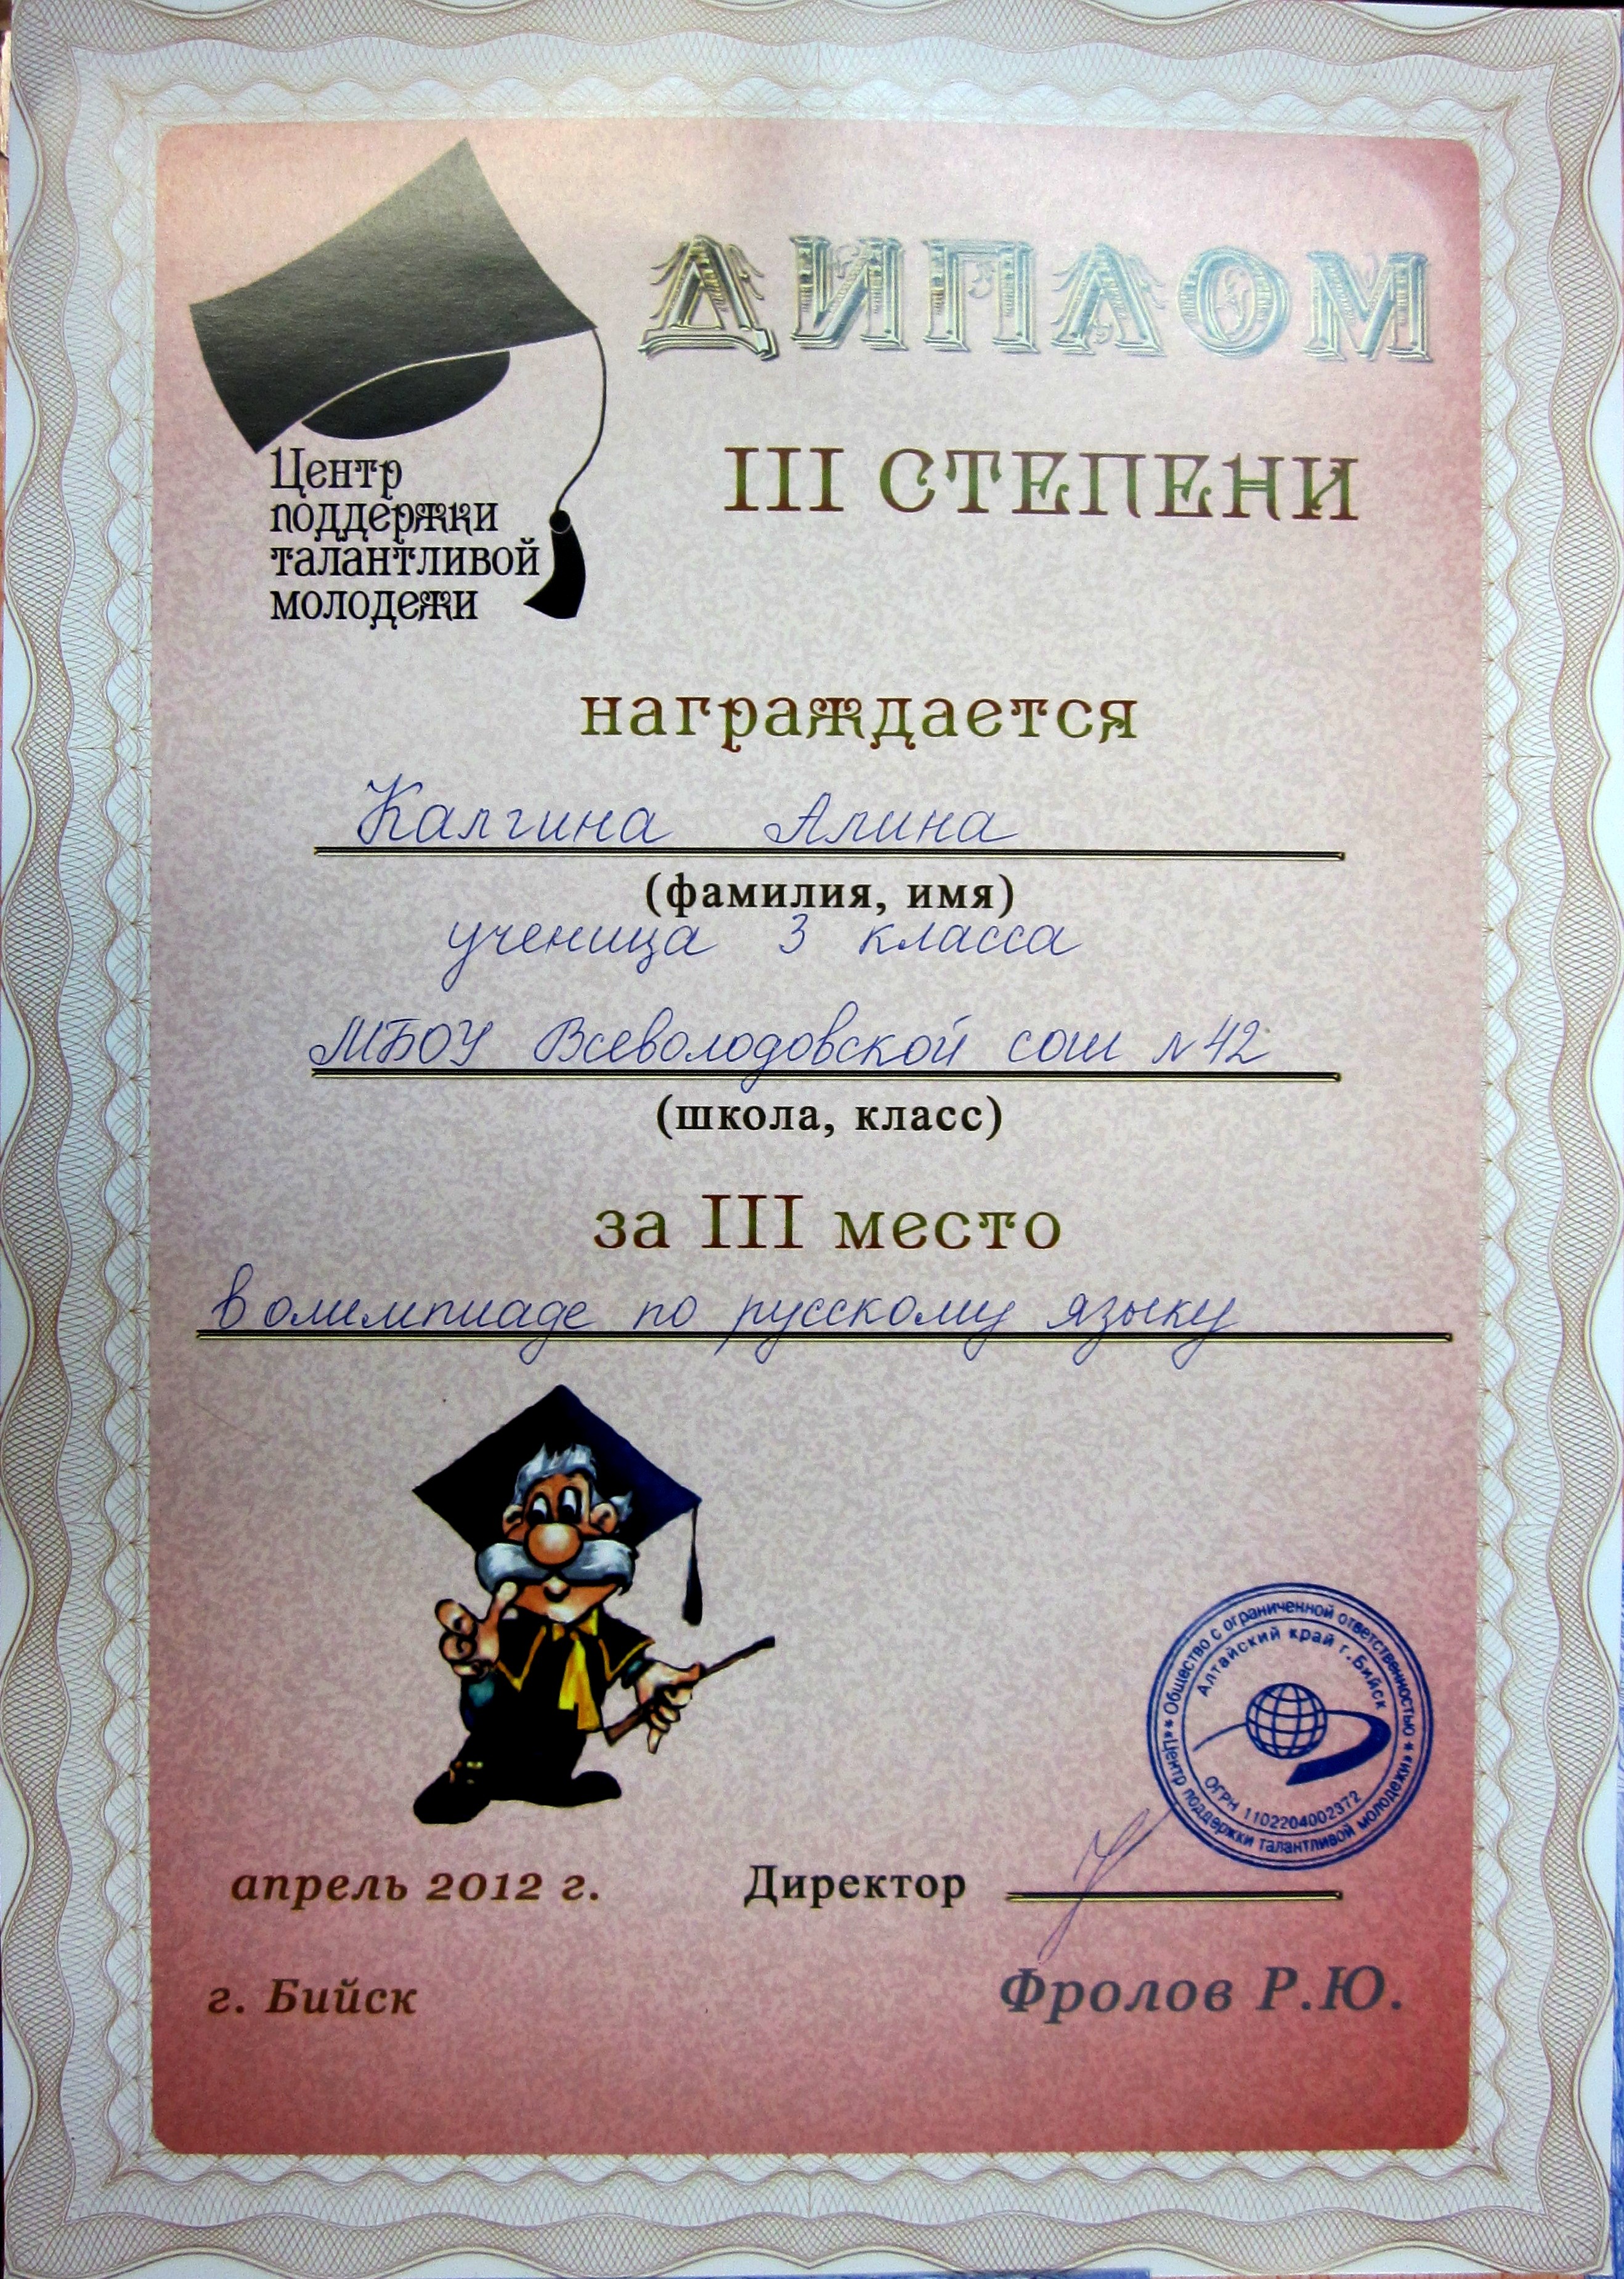 ДИПЛОМ
III СТЕПЕНИ
Центр
поддержки
талантливой
молодежи
награждается
Калгина Алина
(фамилия, имя)
ученица 3 класса
МБОУ Всеволодовской сош №42
(школа, класс)
за III место
в олимпиаде по русскому языку
* Общество с ограниченной ответственностью *
«Центр поддержки талантливой молодежи»
Алтайский край г.Бийск
ОГРН 1102204002372
апрель 2012 г.
Директор
г. Бийск
Фролов Р.Ю.